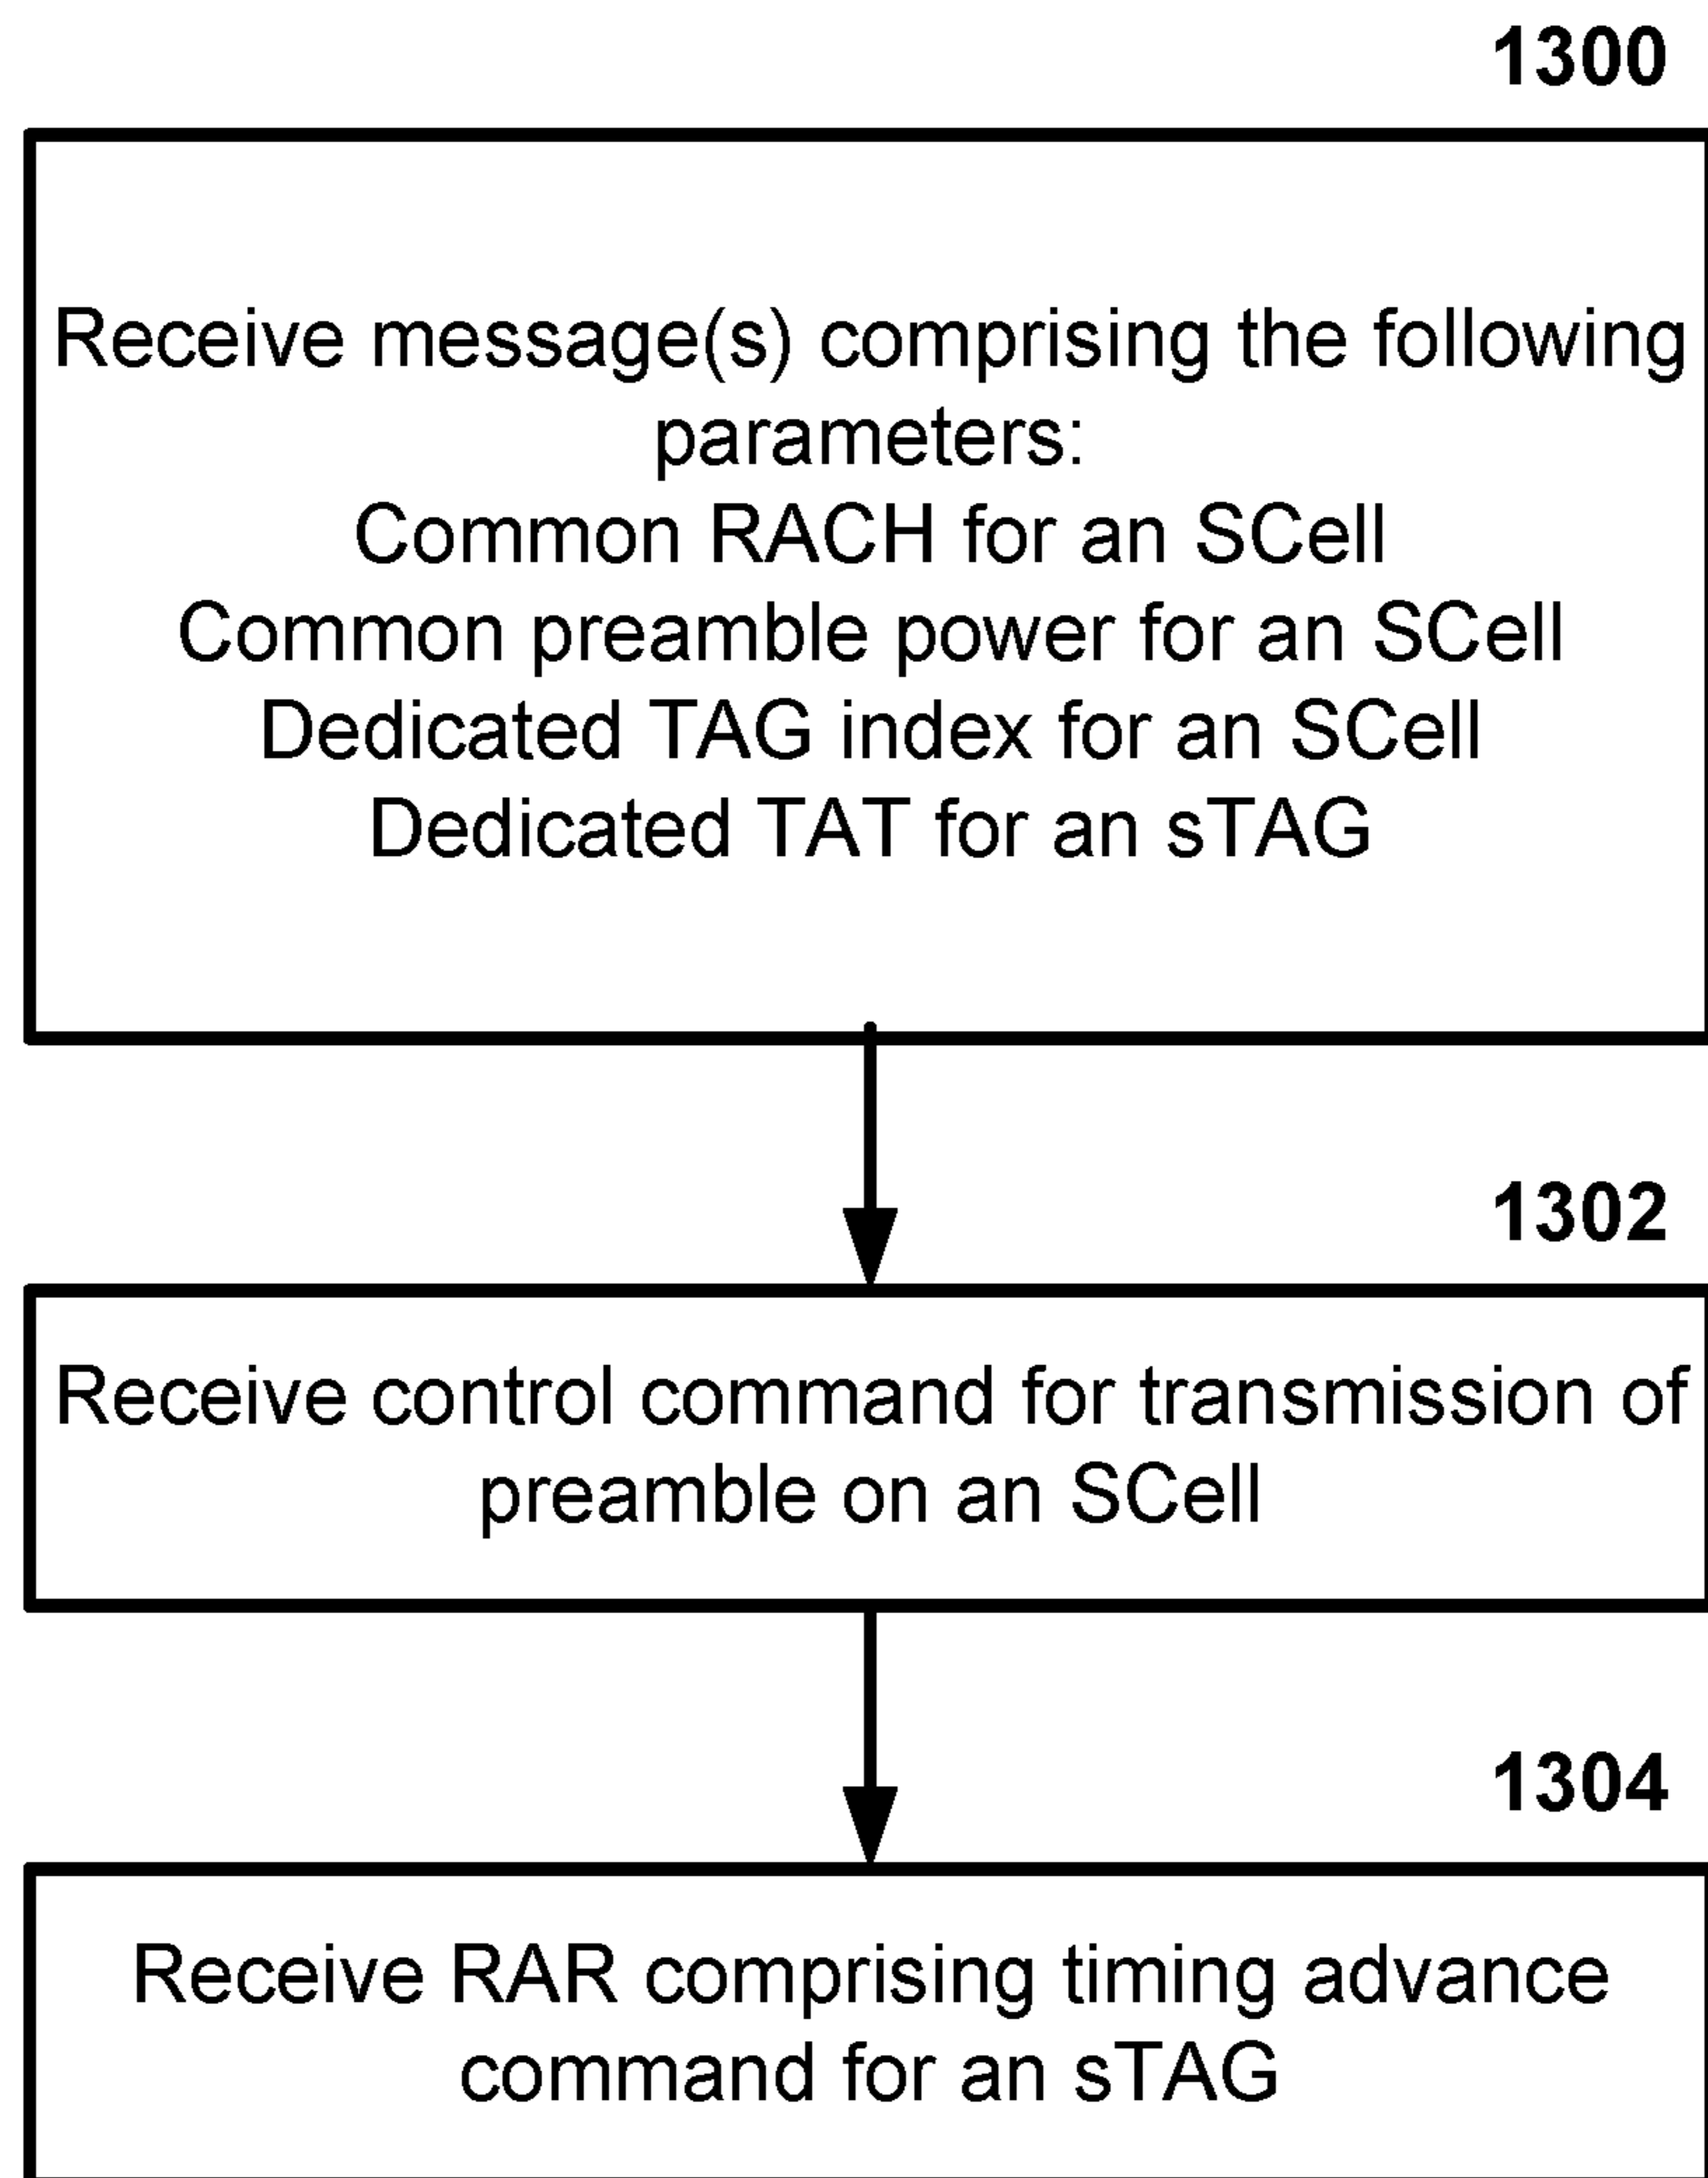 1300
Receive message(s) comprising the following
parameters:
Common RACH for an SCell
Common preamble power for an SCell
Dedicated TAG index for an SCell
Dedicated TAT for an sTAG
1302
Receive control command for transmission of
preamble on an SCell
1304
Receive RAR comprising timing advance
command for an sTAG